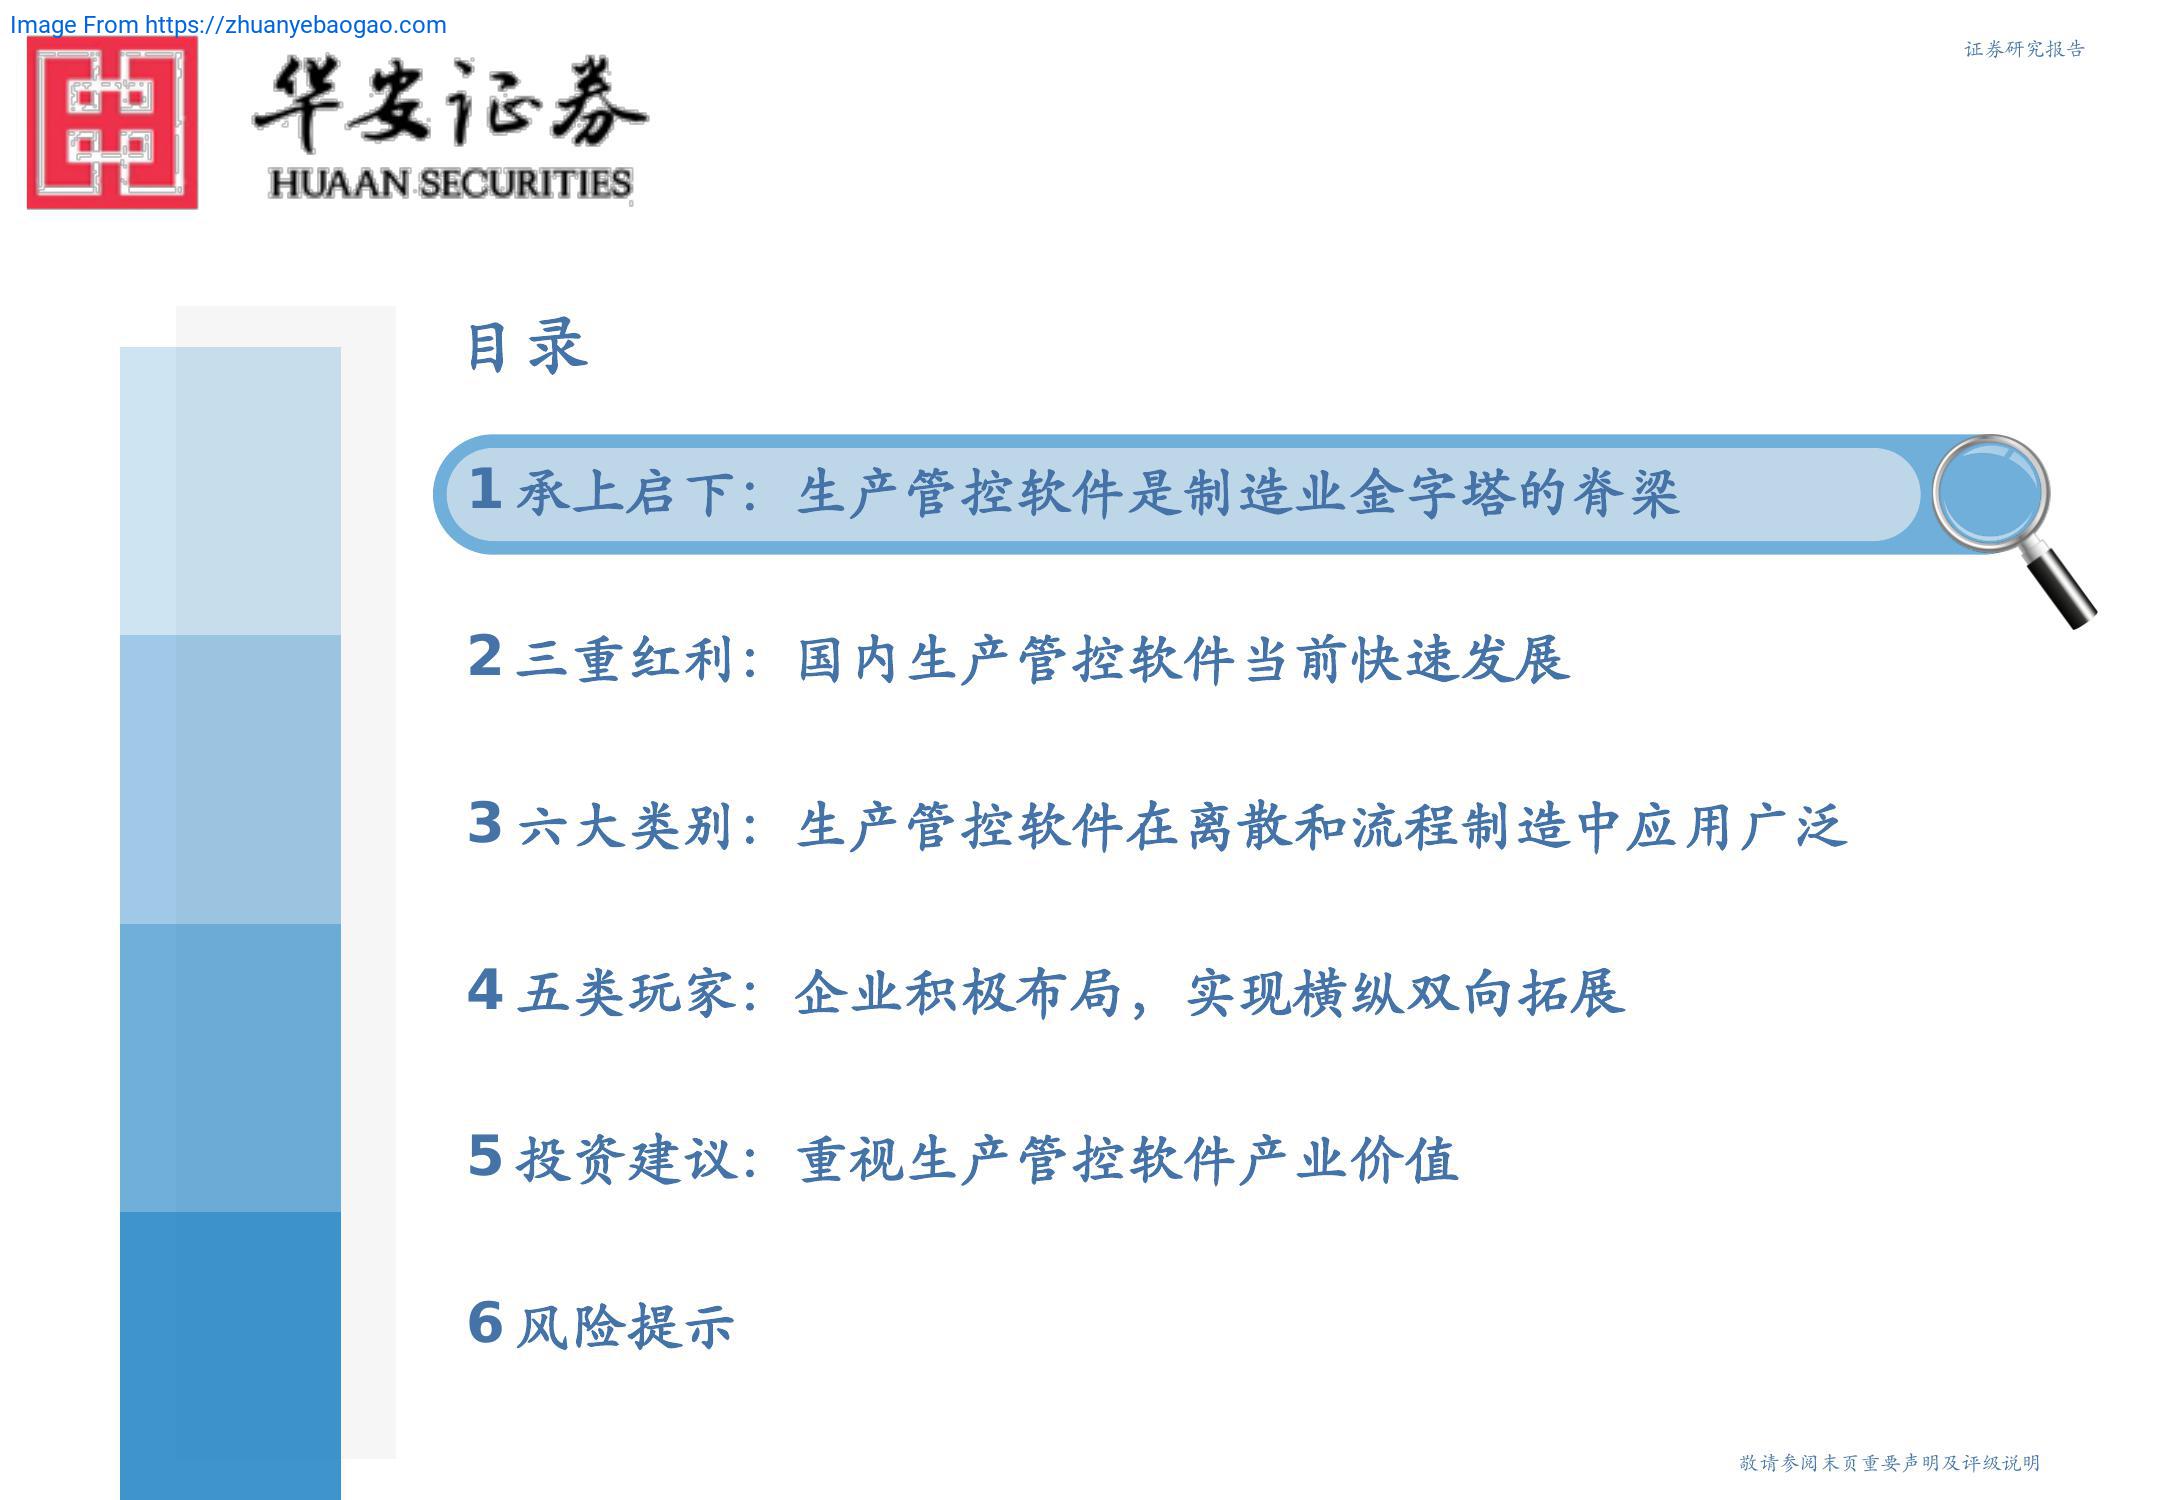 Image From https://zhuanyebaogao.com
证券研究报告
华安证券
HUAAN SECURITIES
目录
1 承上启下：生产管控软件是制造业金字塔的脊梁
2 三重红利：国内生产管控软件当前快速发展
3 六大类别：生产管控软件在离散和流程制造中应用广泛
4 五类玩家：企业积极布局，实现横纵双向拓展
5 投资建议：重视生产管控软件产业价值
6 风险提示
敬请参阅末页重要声明及评级说明